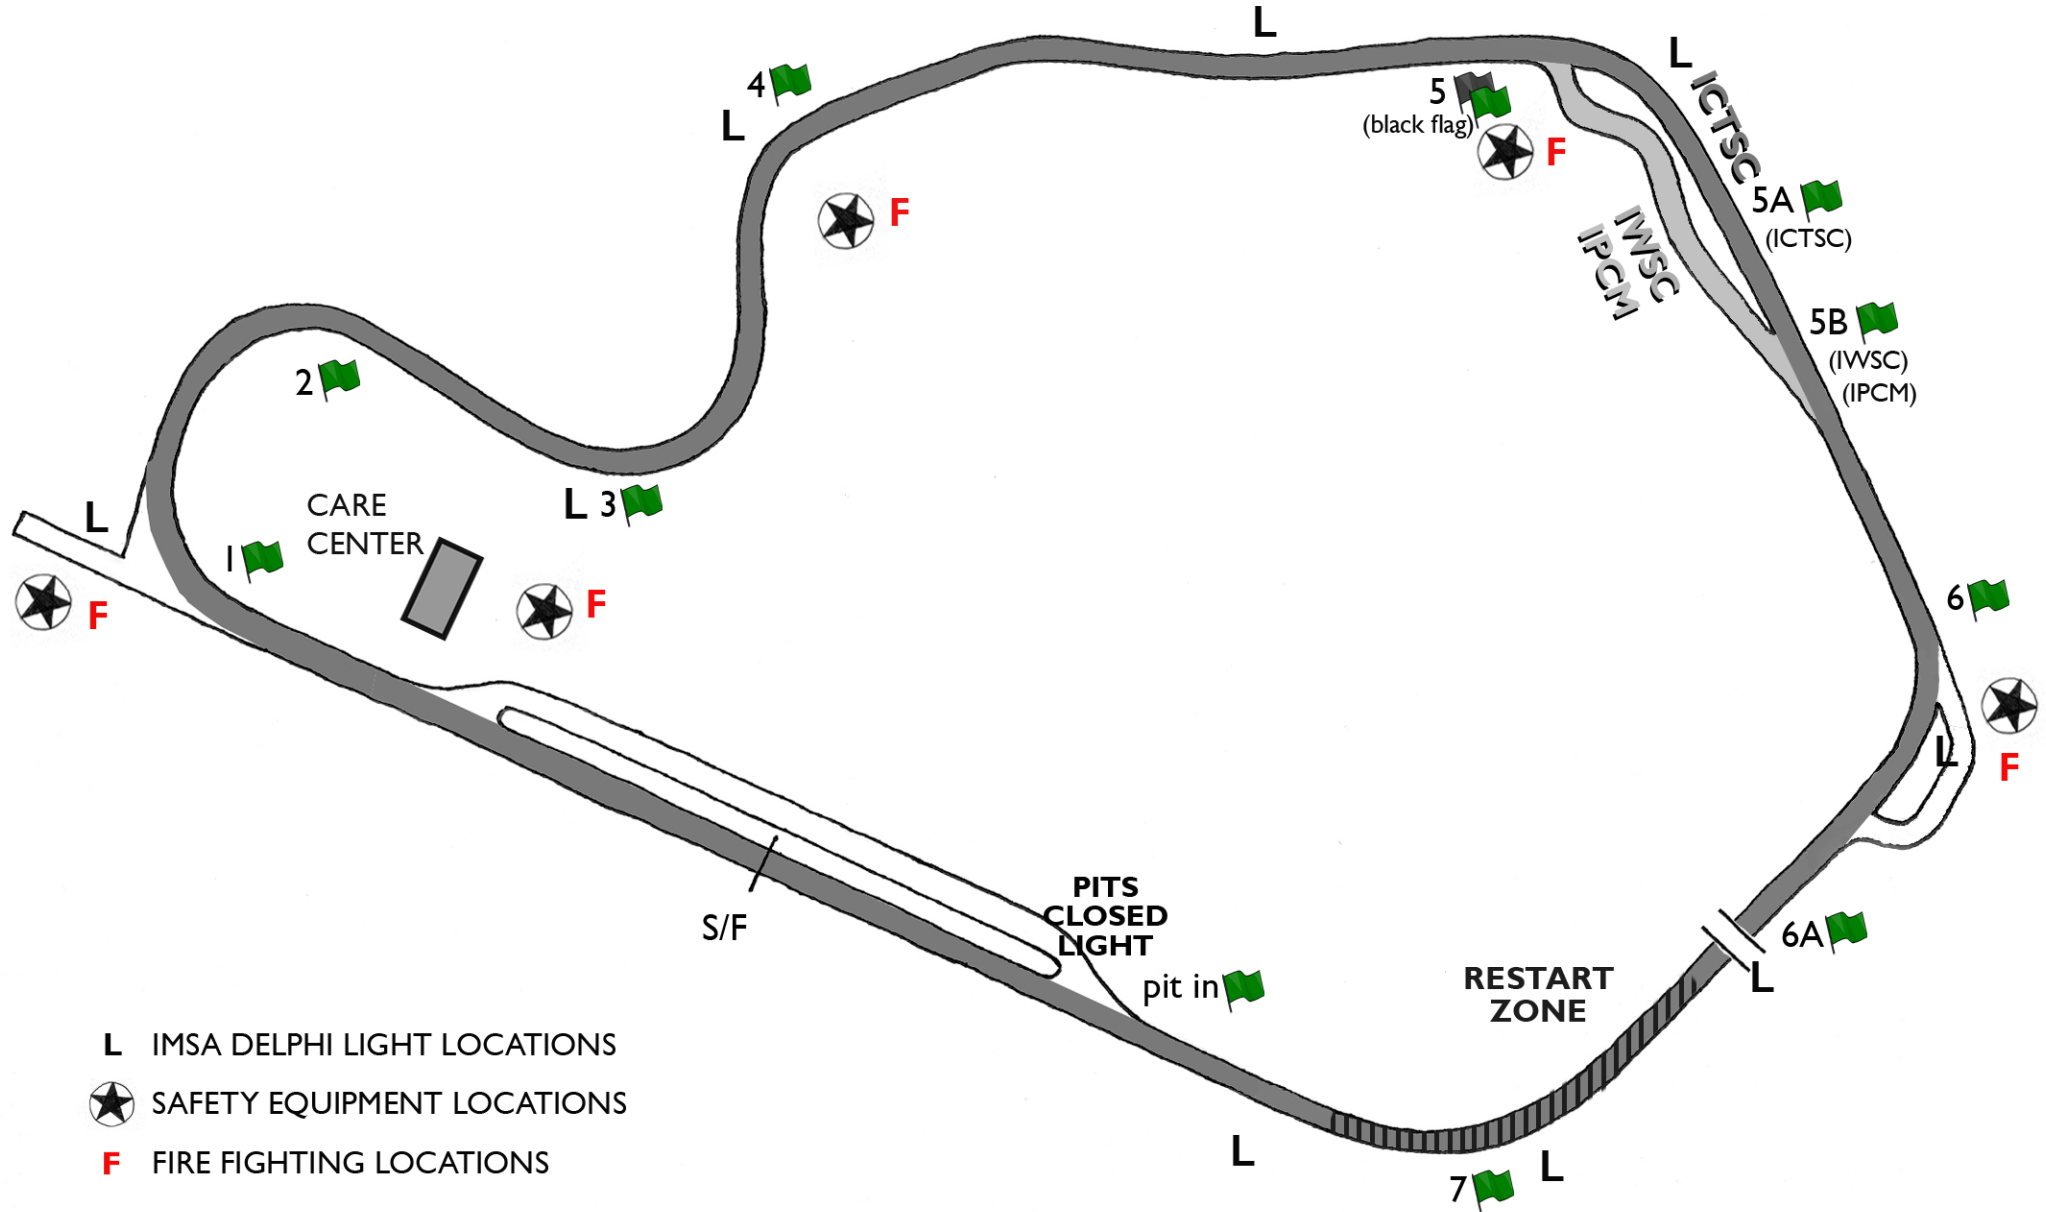 L
L
4
L
5
(black flag)
F
ICTSC
5A
(ICTSC)
F
IWSC
IPCM
5B
(IWSC)
(IPCM)
2
L
L 3
CARE
CENTER
1
F
F
6
L
F
PITS
CLOSED
LIGHT
S/F
pit in
6A
RESTART
ZONE
L
L
L
7
L IMSA DELPHI LIGHT LOCATIONS
SAFETY EQUIPMENT LOCATIONS
F FIRE FIGHTING LOCATIONS